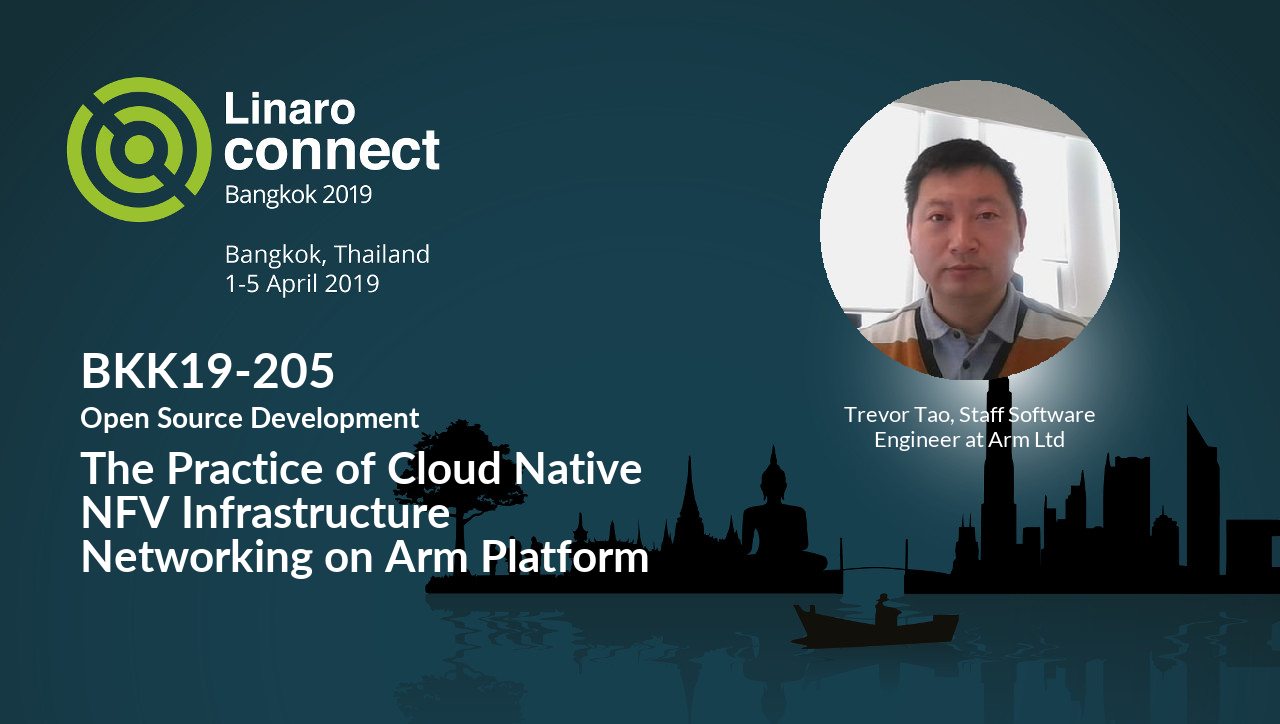 Linaro
connect
Bangkok 2019
Bangkok, Thailand
1-5 April 2019
BKK19-205
Open Source Development
The Practice of Cloud Native
NFV Infrastructure
Networking on Arm Platform
Trevor Tao, Staff Software
Engineer at Arm Ltd